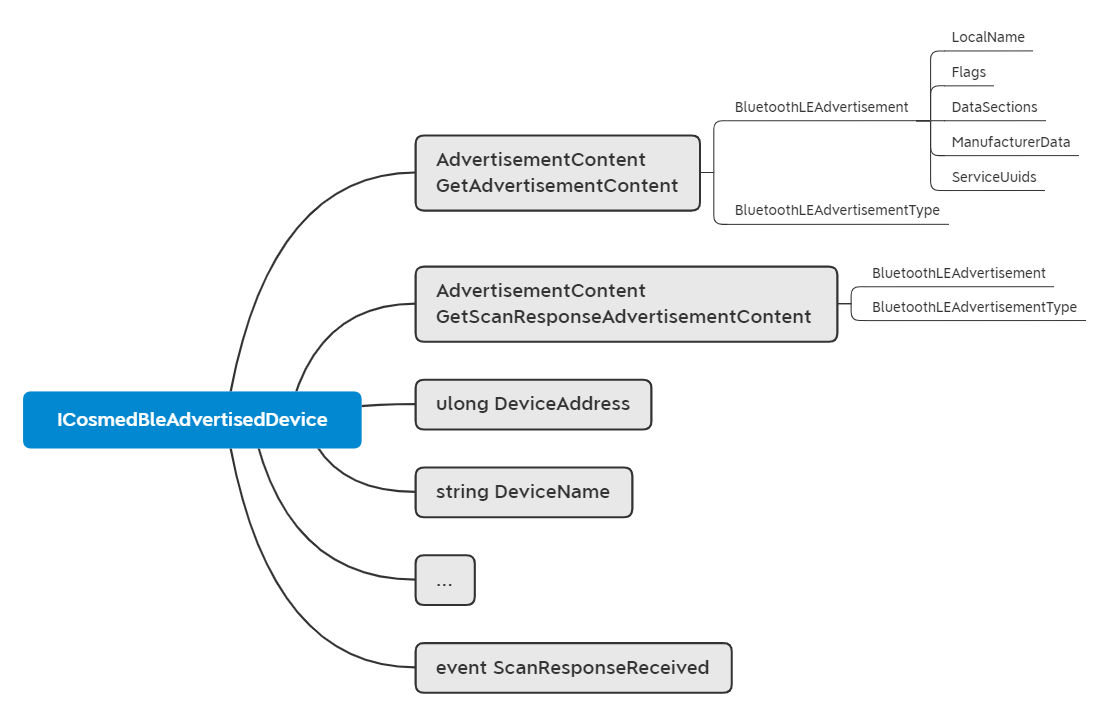 LocalName
Flags
BluetoothLEAdvertisement
DataSections
AdvertisementContent
GetAdvertisementContent
ManufacturerData
ServiceUuids
BluetoothLEAdvertisementType
AdvertisementContent
GetScanResponseAdvertisementContent
BluetoothLEAdvertisement
BluetoothLEAdvertisementType
ulong DeviceAddress
ICosmedBleAdvertisedDevice
string DeviceName
...
event ScanResponseReceived